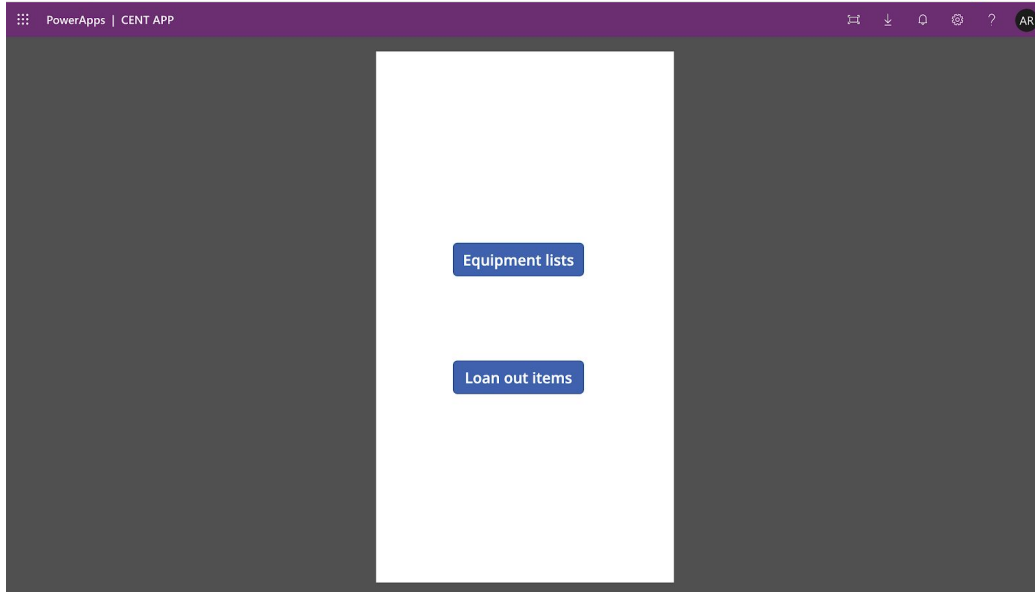 PowerApps | CENT APP
?
AR
Equipment lists
Loan out items